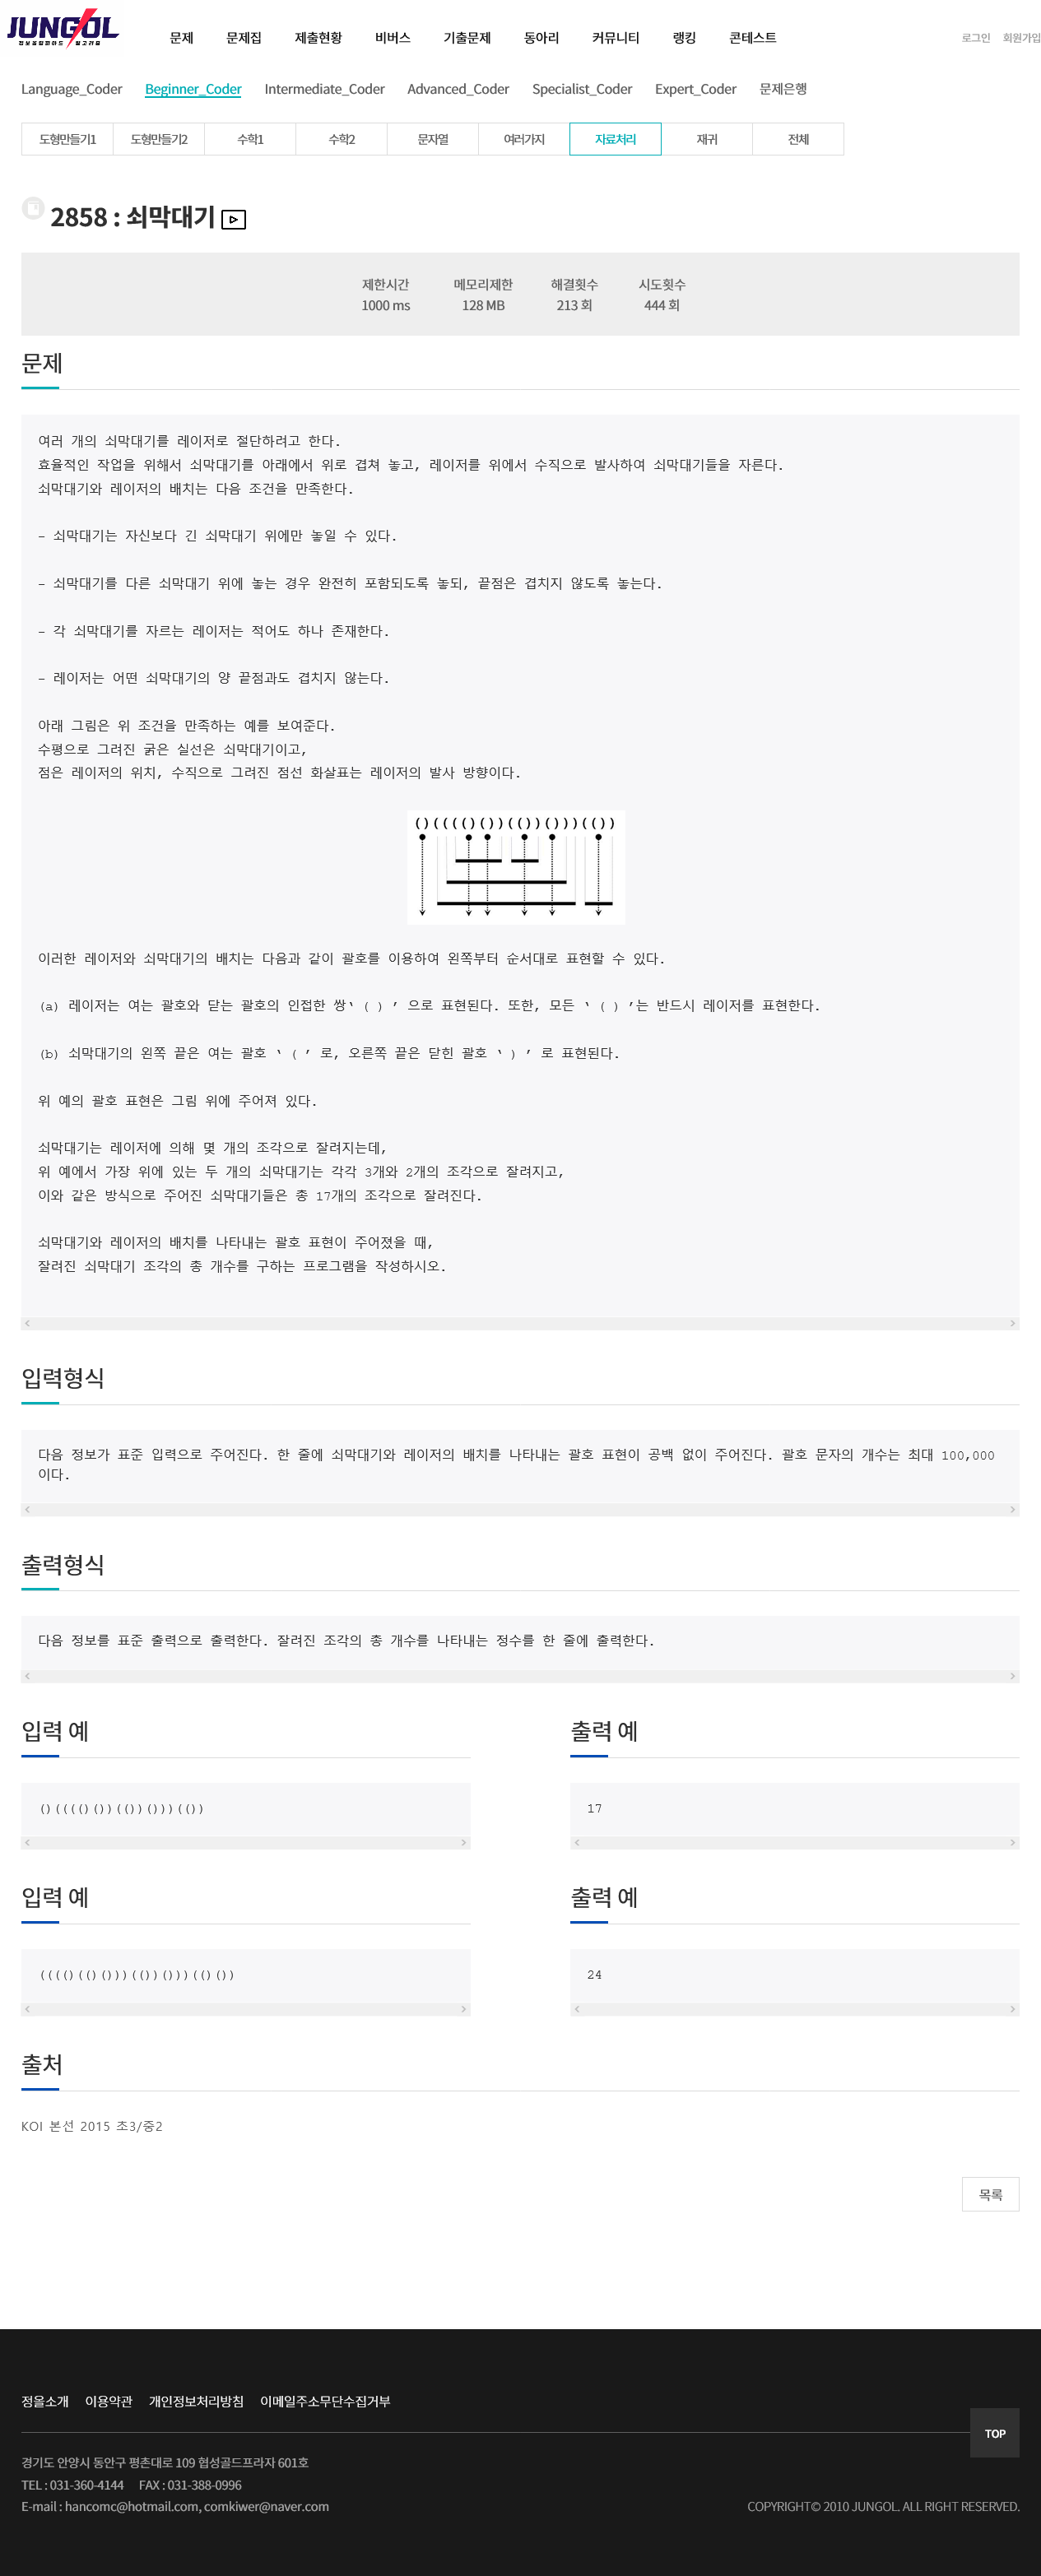 JUNGOL
정보올림피아드 알고리즘
문제 문제집 제출현황 비버스 기출문제 동아리 커뮤니티 랭킹 콘테스트 로그인 회원가입
Language_Coder Beginner_Coder Intermediate_Coder Advanced_Coder Specialist_Coder Expert_Coder 문제은행
도형만들기1 도형만들기2 수학1 수학2 문자열 여러가지 자료처리 재귀 전체
2858 : 쇠막대기
제한시간 메모리제한 해결횟수 시도횟수
1000 ms 128 MB 213 회 444 회
문제
여러 개의 쇠막대기를 레이저로 절단하려고 한다.
효율적인 작업을 위해서 쇠막대기를 아래에서 위로 겹쳐 놓고, 레이저를 위에서 수직으로 발사하여 쇠막대기들을 자른다.
쇠막대기와 레이저의 배치는 다음 조건을 만족한다.
- 쇠막대기는 자신보다 긴 쇠막대기 위에만 놓일 수 있다.
- 쇠막대기를 다른 쇠막대기 위에 놓는 경우 완전히 포함되도록 놓되, 끝점은 겹치지 않도록 놓는다.
- 각 쇠막대기를 자르는 레이저는 적어도 하나 존재한다.
- 레이저는 어떤 쇠막대기의 양 끝점과도 겹치지 않는다.
아래 그림은 위 조건을 만족하는 예를 보여준다.
수평으로 그려진 굵은 실선은 쇠막대기이고,
점은 레이저의 위치, 수직으로 그려진 점선 화살표는 레이저의 발사 방향이다.
()(((()())(())()))(())
이러한 레이저와 쇠막대기의 배치는 다음과 같이 괄호를 이용하여 왼쪽부터 순서대로 표현할 수 있다.
(a) 레이저는 여는 괄호와 닫는 괄호의 인접한 쌍‘ ( ) ’ 으로 표현된다. 또한, 모든 ‘ ( ) ’는 반드시 레이저를 표현한다.
(b) 쇠막대기의 왼쪽 끝은 여는 괄호 ‘ ( ’ 로, 오른쪽 끝은 닫힌 괄호 ‘ ) ’ 로 표현된다.
위 예의 괄호 표현은 그림 위에 주어져 있다.
쇠막대기는 레이저에 의해 몇 개의 조각으로 잘려지는데,
위 예에서 가장 위에 있는 두 개의 쇠막대기는 각각 3개와 2개의 조각으로 잘려지고,
이와 같은 방식으로 주어진 쇠막대기들은 총 17개의 조각으로 잘려진다.
쇠막대기와 레이저의 배치를 나타내는 괄호 표현이 주어졌을 때,
잘려진 쇠막대기 조각의 총 개수를 구하는 프로그램을 작성하시오.
입력형식
다음 정보가 표준 입력으로 주어진다. 한 줄에 쇠막대기와 레이저의 배치를 나타내는 괄호 표현이 공백 없이 주어진다. 괄호 문자의 개수는 최대 100,000
이다.
출력형식
다음 정보를 표준 출력으로 출력한다. 잘려진 조각의 총 개수를 나타내는 정수를 한 줄에 출력한다.
입력 예 출력 예
()(((()())(())()))(()) 17
입력 예 출력 예
(((()(()()))(())()))(()()) 24
출처
KOI 본선 2015 초3/중2
목록
정올소개 이용약관 개인정보처리방침 이메일주소무단수집거부
TOP
경기도 안양시 동안구 평촌대로 109 협성골드프라자 601호
TEL : 031-360-4144 FAX : 031-388-0996
E-mail : hancomc@hotmail.com, comkiwer@naver.com COPYRIGHT© 2010 JUNGOL. ALL RIGHT RESERVED.